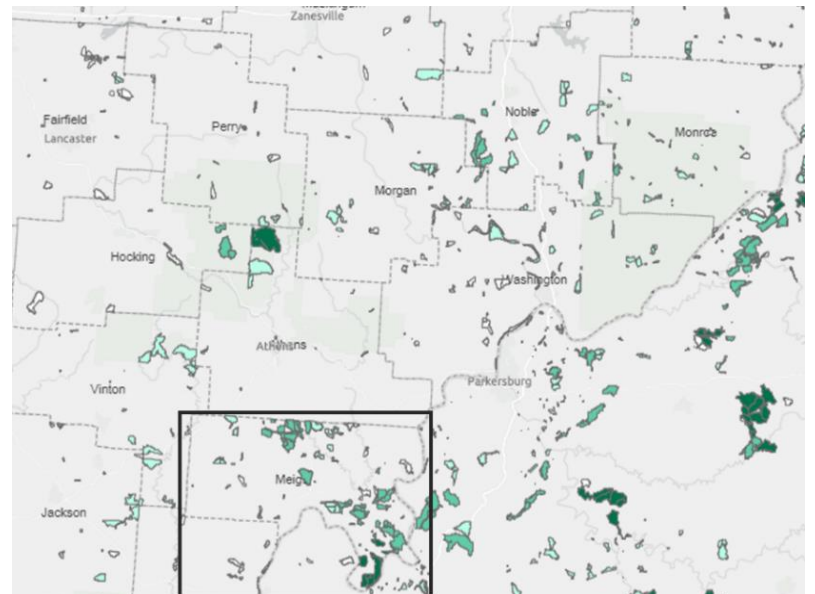 Zanesville
Noble
Fairfield
Perry
Monroe
Lancaster
Morgan
Hocking
Washington
Athens
Parkersburg
Vinton
Meigs
Jackson